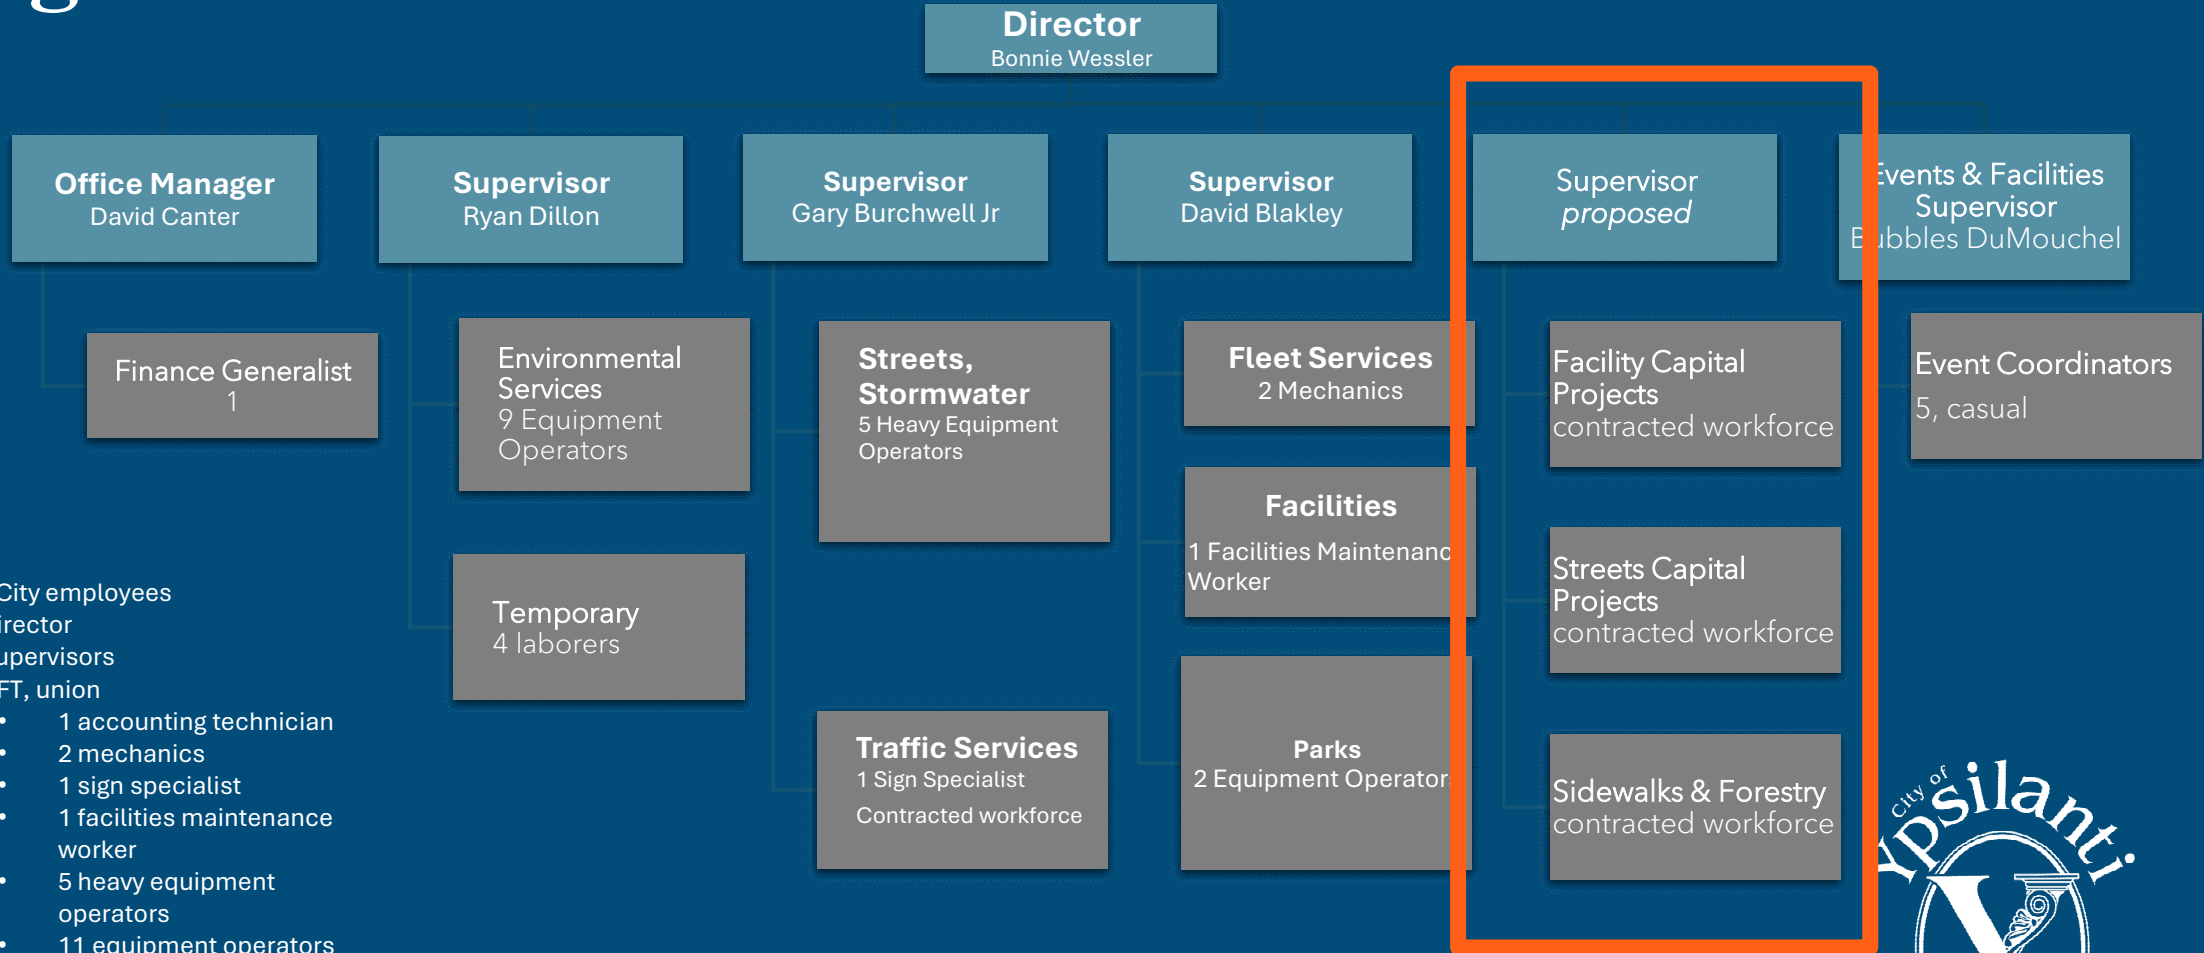 Director
Bonnie Wessler
Office Manager
David Canter
Supervisor
Ryan Dillon
Supervisor
Gary Burchwell Jr
Supervisor
David Blakley
Supervisor
proposed
Events & Facilities
Supervisor
Bubbles DuMouchel
Finance Generalist
1
Environmental
Services
9 Equipment
Operators
Temporary
4 laborers
Streets,
Stormwater
5 Heavy Equipment
Operators
Traffic Services
1 Sign Specialist
Contracted workforce
Fleet Services
2 Mechanics
Facilities
1 Facilities Maintenanc
Worker
Parks
2 Equipment Operator
Facility Capital
Projects
contracted workforce
Streets Capital
Projects
contracted workforce
Sidewalks & Forestry
contracted workforce
Event Coordinators
5, casual
City employees
irector
upervisors
FT, union
• 1 accounting technician
• 2 mechanics
• 1 sign specialist
• 1 facilities maintenance
worker
• 5 heavy equipment
operators
• 11 equipment operators
City of
Ypsilanti